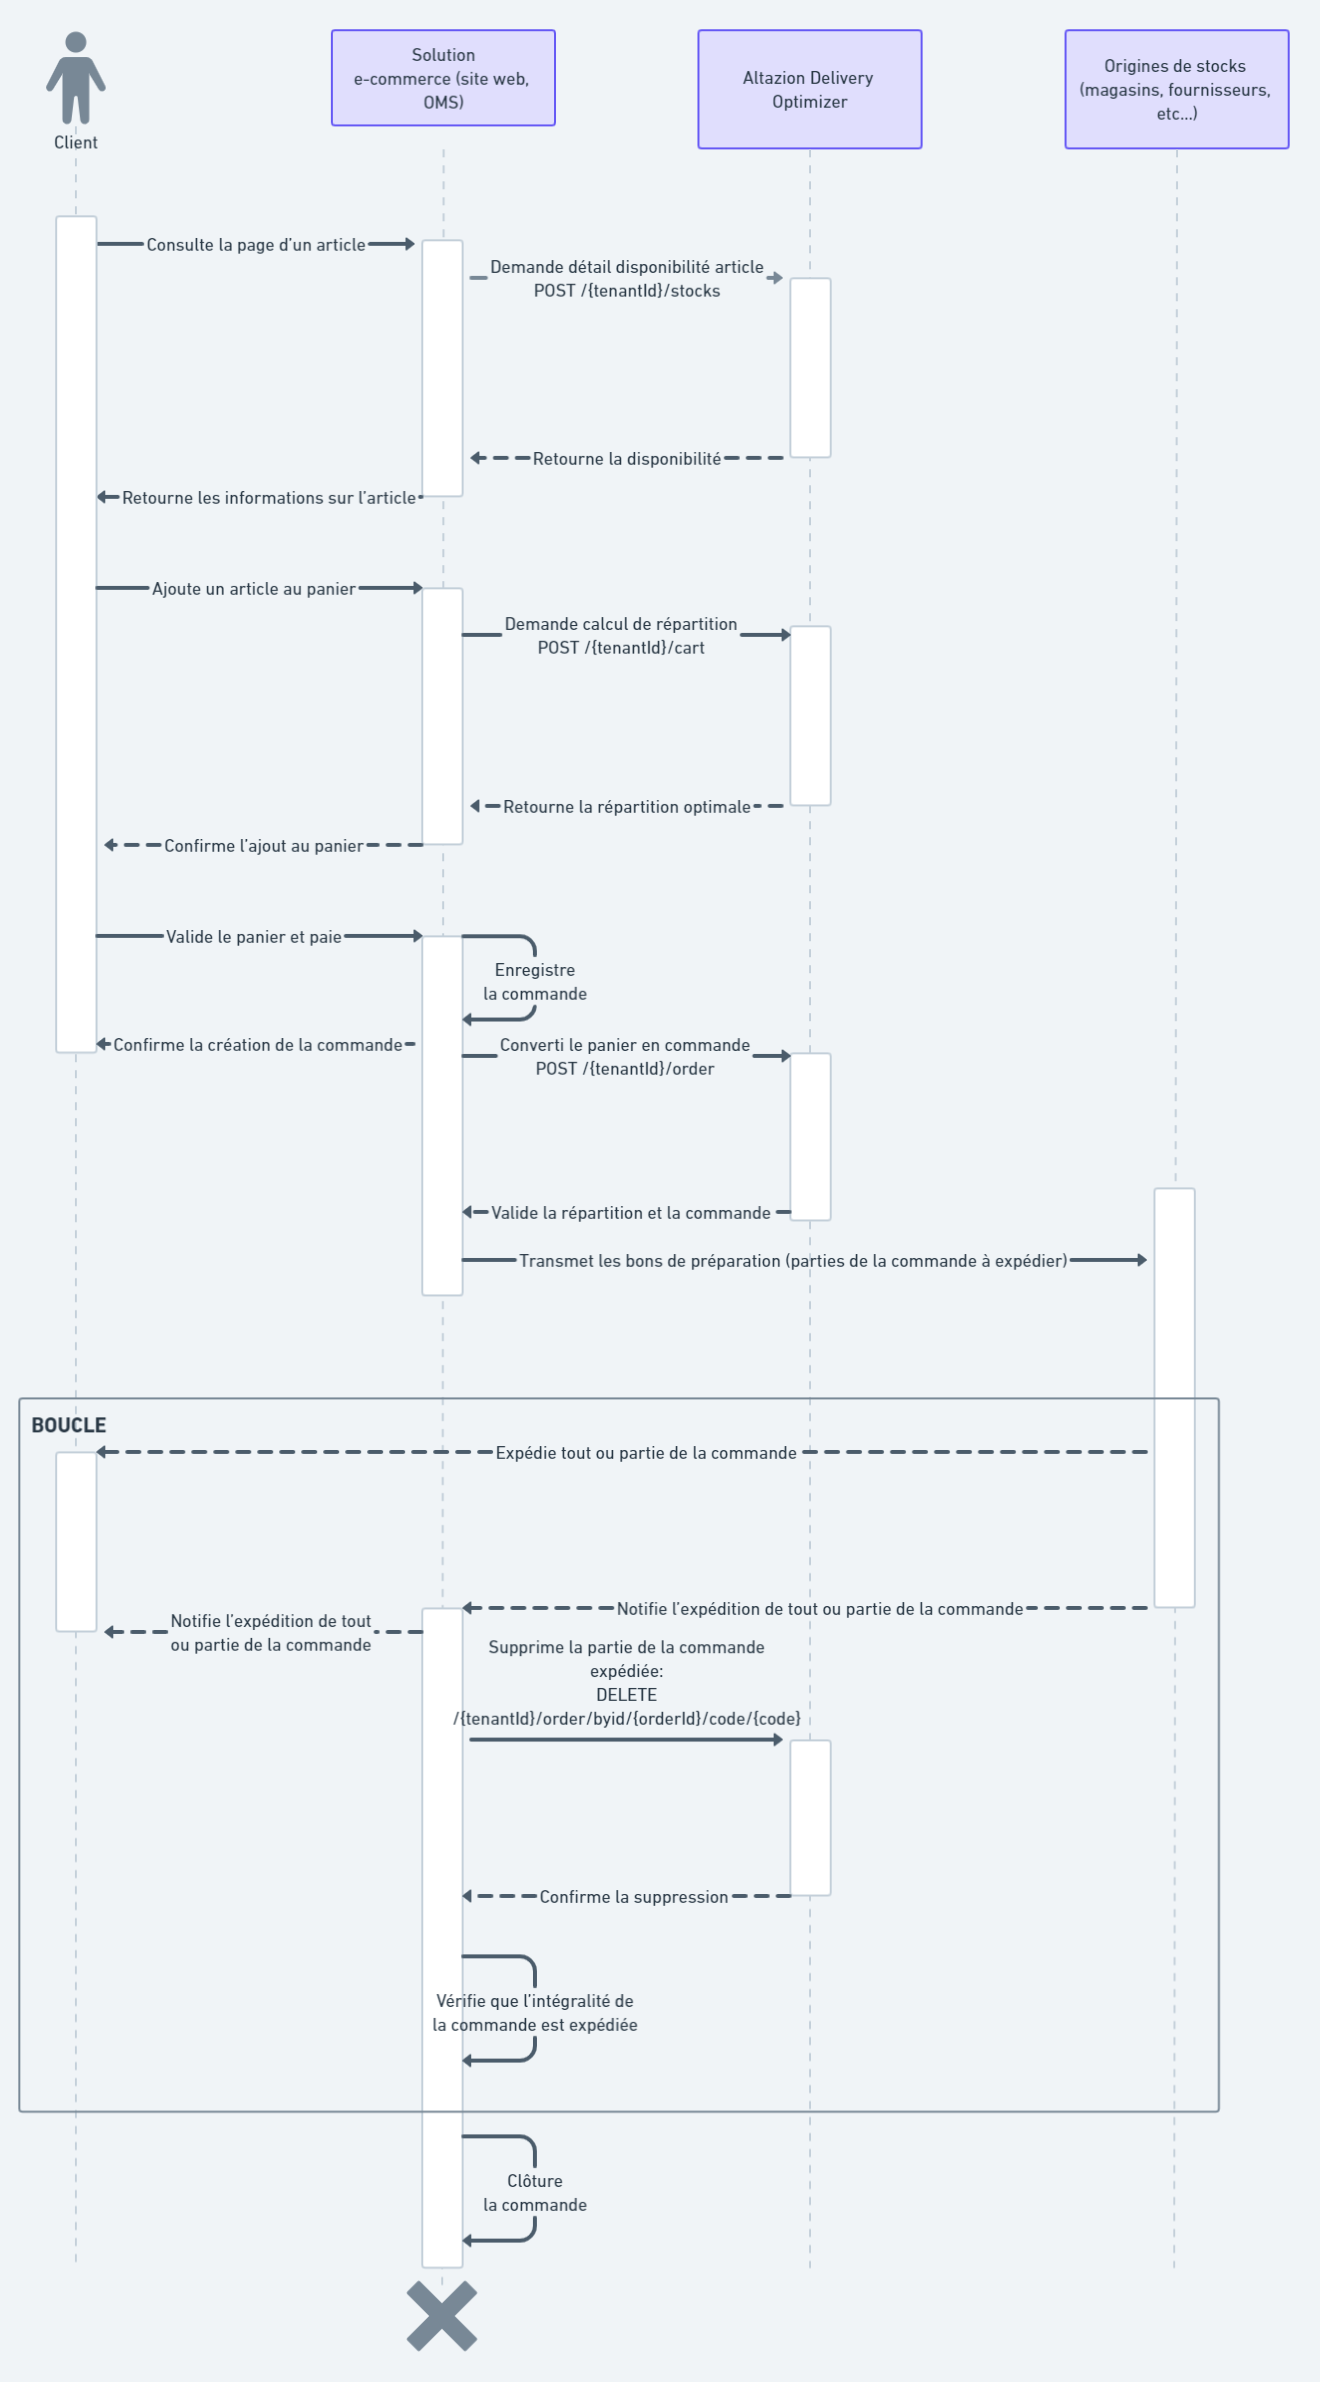 Client
Solution
e-commerce (site web,
OMS)
Altazion Delivery
Optimizer
Origines de stocks
(magasins, fournisseurs,
etc...)
Consulte la page d'un article
Demande détail disponibilité article
POST /{tenantId}/stocks
Retourne la disponibilité
Retourne les informations sur l'article
Ajoute un article au panier
Demande calcul de répartition
POST /{tenantId}/cart
Retourne la répartition optimale
Confirme l'ajout au panier
Valide le panier et paie
Enregistre
la commande
Confirme la création de la commande
Converti le panier en commande
POST /{tenantId}/order
Valide la répartition et la commande
Transmet les bons de préparation (parties de la commande à expédier)
BOUCLE
Expédie tout ou partie de la commande
Notifie l'expédition de tout ou partie de la commande
Notifie l'expédition de tout
ou partie de la commande
Supprime la partie de la commande
expédiée:
DELETE
/{tenantId}/order/byid/{orderId}/code/{code}
Confirme la suppression
Vérifie que l'intégralité de
la commande est expédiée
Clôture
la commande